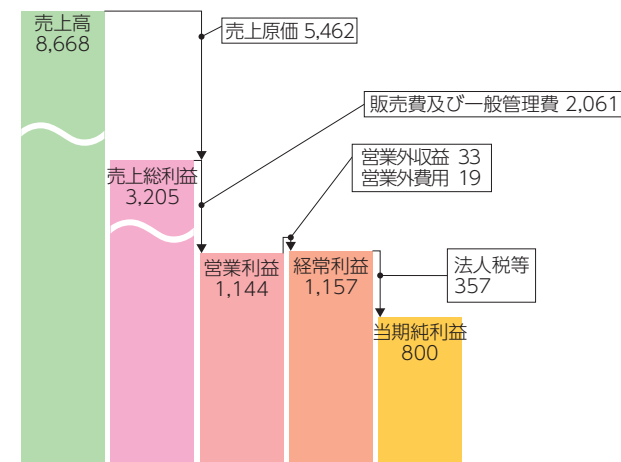 売上高
8,668
売上原価 5,462
販売費及び一般管理費 2,061
営業外収益 33
営業外費用 19
売上総利益
3,205
営業利益
1,144
経常利益
1,157
法人税等
357
当期純利益
800